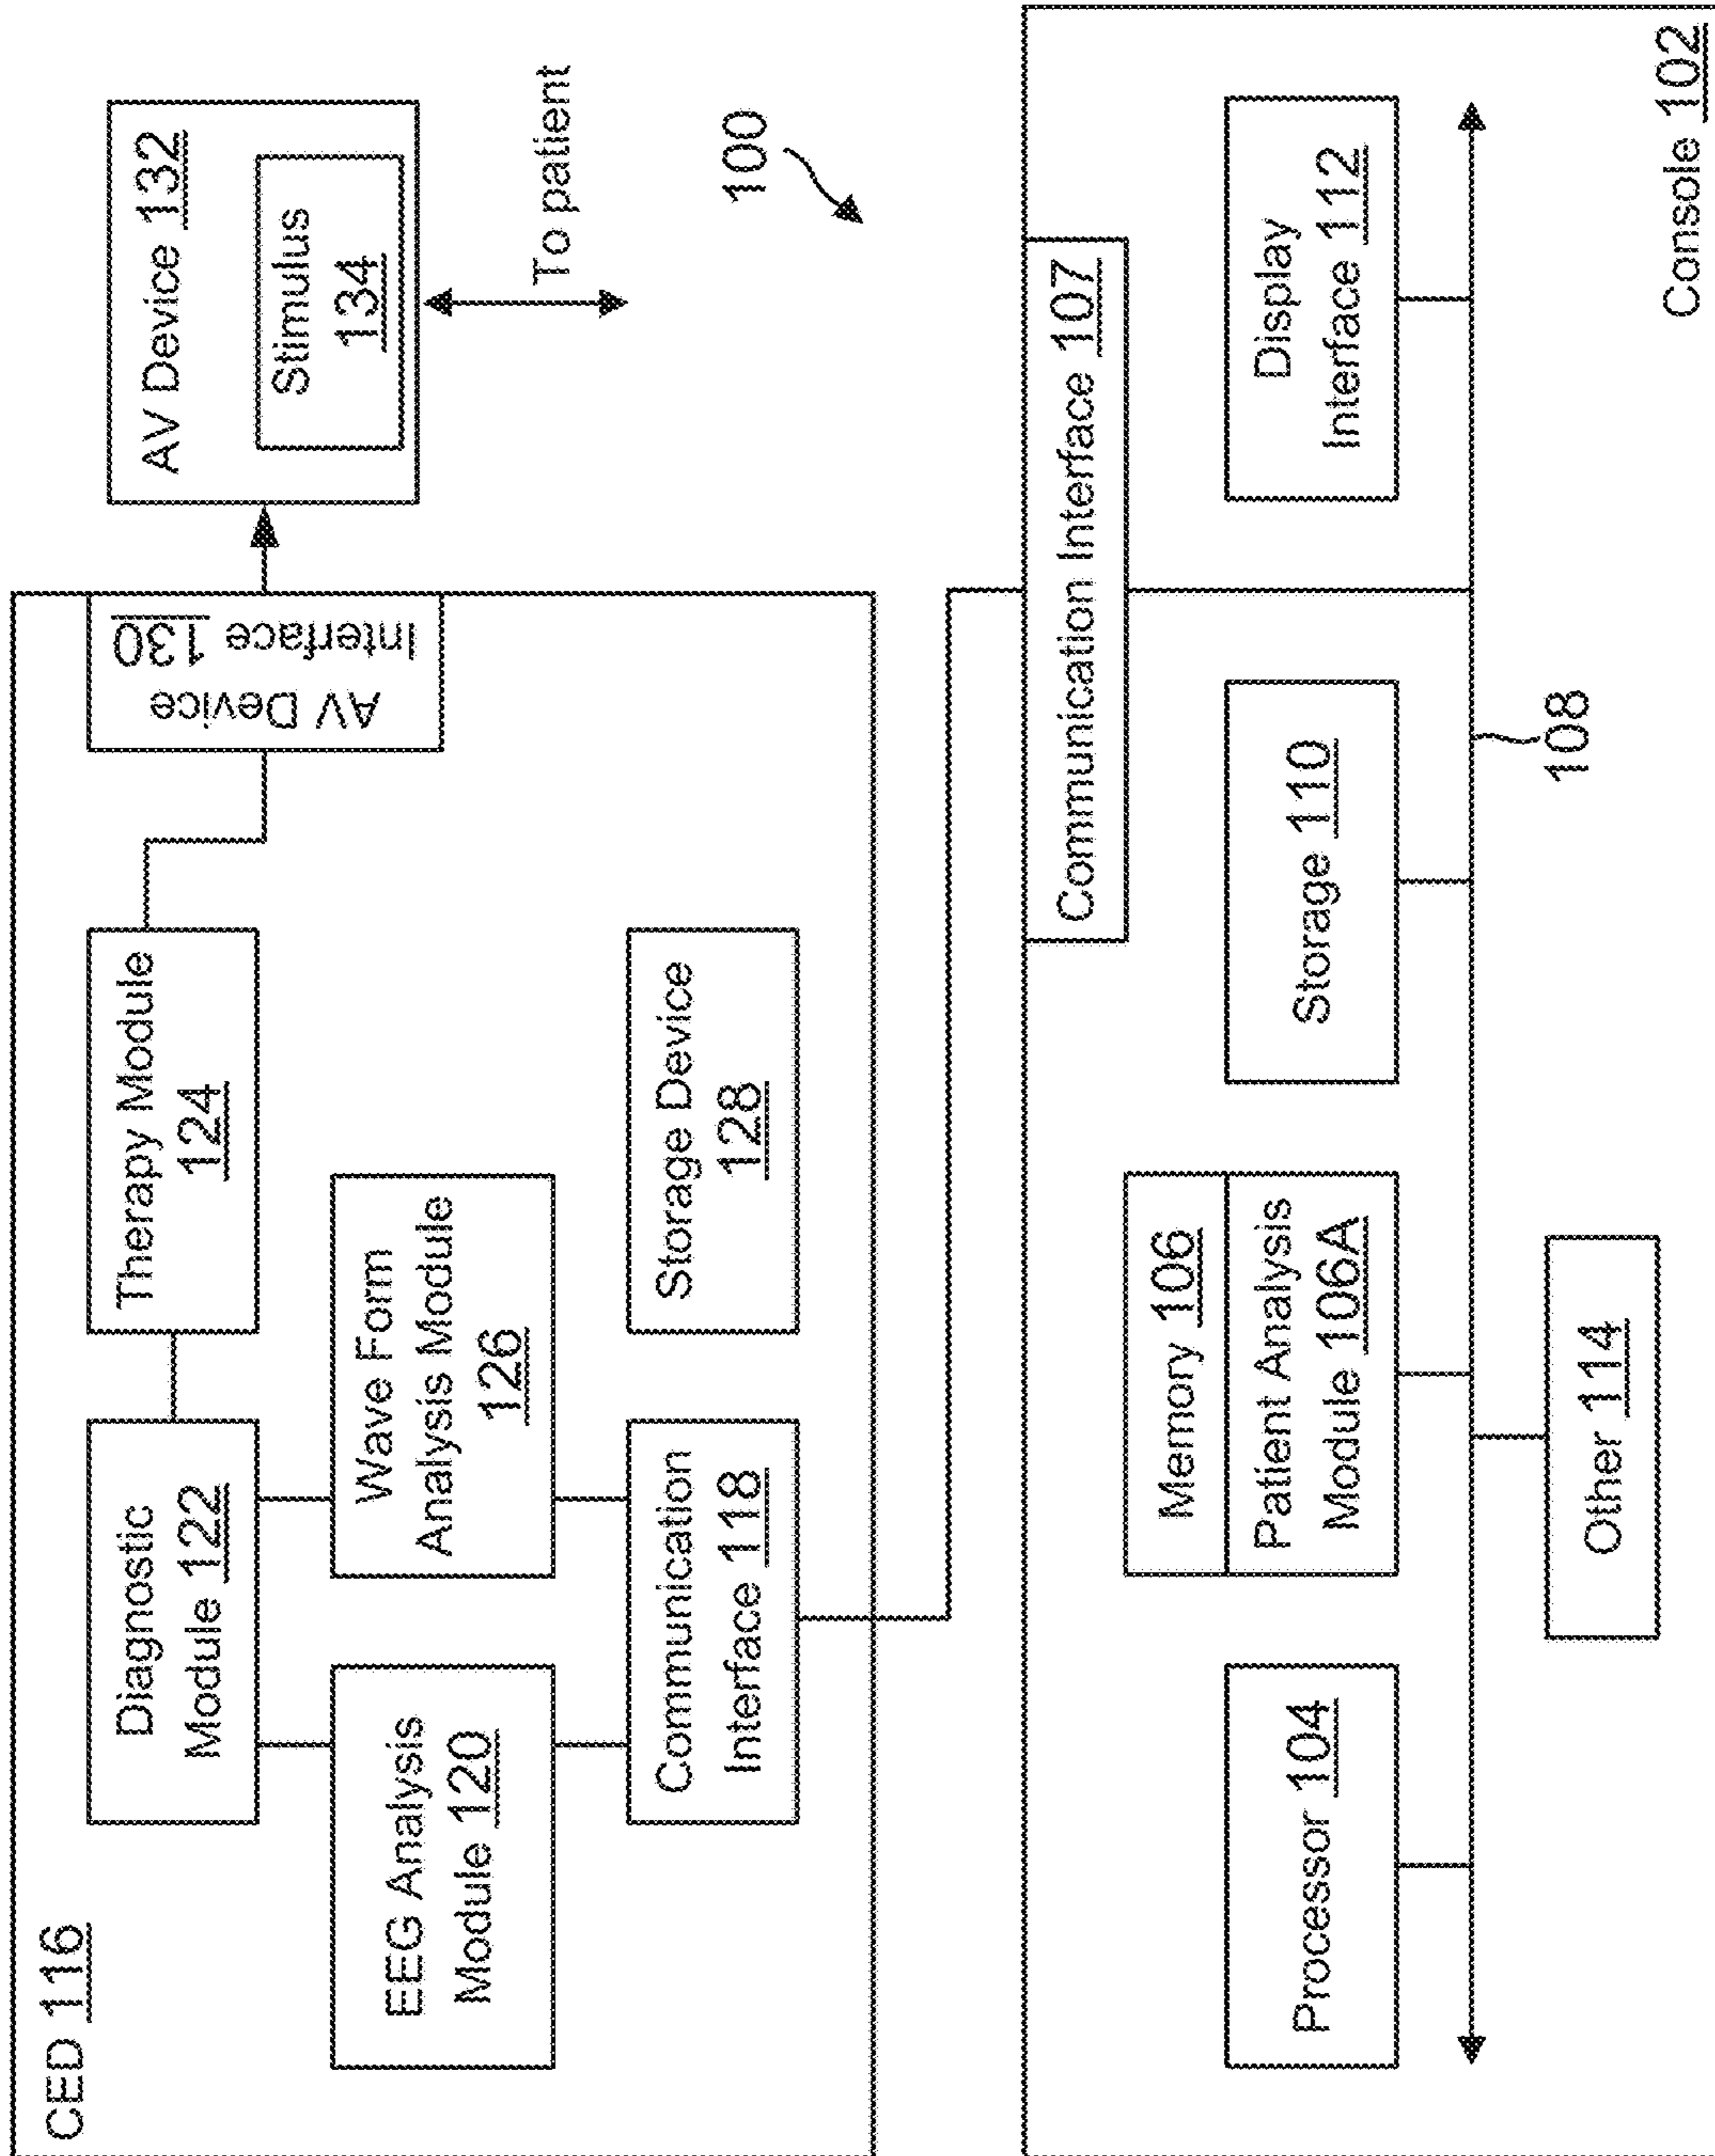 CED 116
Diagnostic
Module 122
Therapy Module
124
AV Device
Interface 130
AV Device 132
Stimulus
134
EEG Analysis
Module 120
Wave Form
Analysis Module
126
To patient
Communication
Interface 118
Storage Device
128
100
Communication Interface 107
Processor 104
Memory 106
Patient Analysis
Module 106A
Storage 110
Display
Interface 112
108
Other 114
Console 102